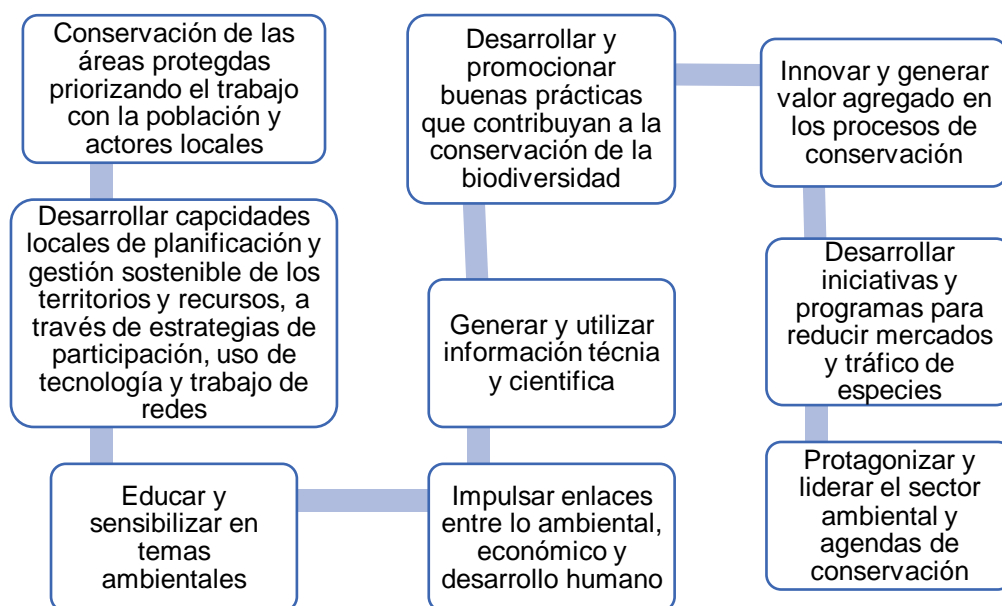 Conservación de las
áreas protegdas
priorizando el trabajo
con la población y
actores locales
Desarrollar capcidades
locales de planificación y
gestión sostenible de los
territorios y recursos, a
través de estrategias de
participación, uso de
tecnología y trabajo de
redes
Educar y
sensibilizar en
temas
ambientales
Impulsar enlaces
entre lo ambiental,
económico y
desarrollo humano
Generar y utilizar
información técnia
y cientifica
Desarrollar y
promocionar
buenas prácticas
que contribuyan a la
conservación de la
biodiversidad
Innovar y generar
valor agregado en
los procesos de
conservación
Desarrollar
iniciativas y
programas para
reducir mercados
y tráfico de
especies
Protagonizar y
liderar el sector
ambiental y
agendas de
conservación